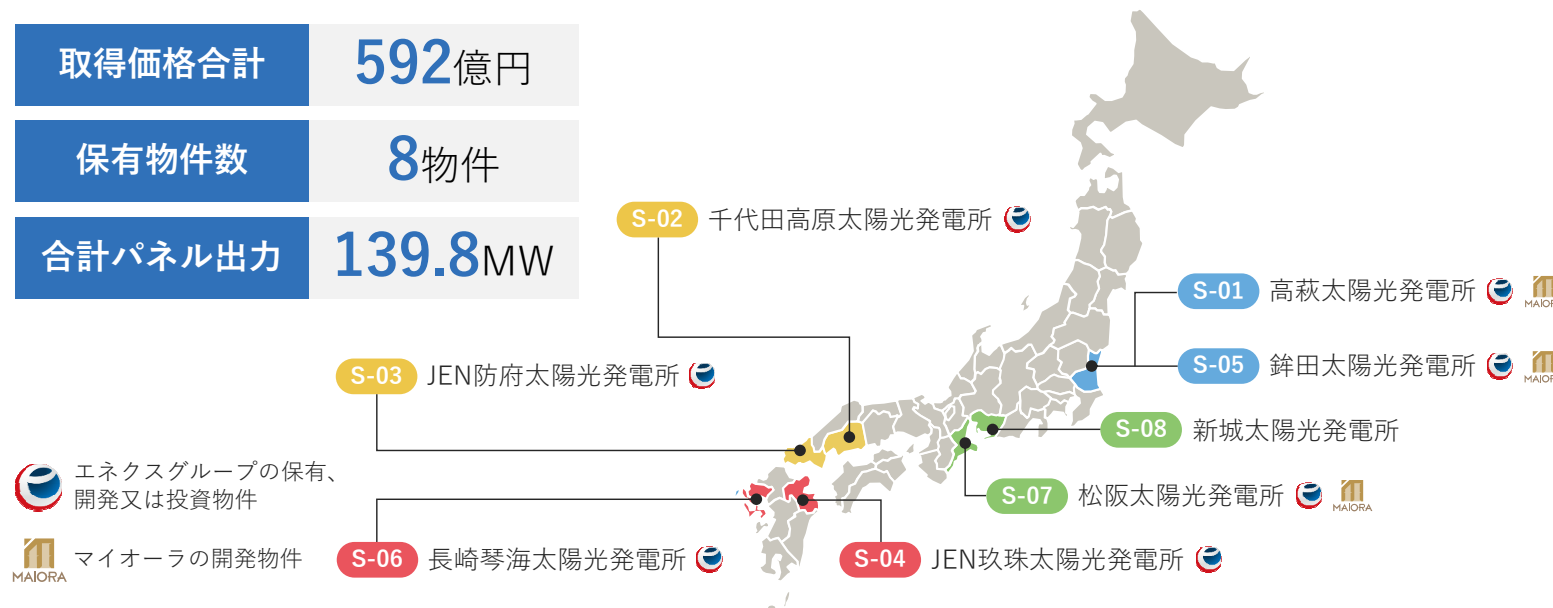 取得価格合計 592億円
保有物件数 8物件
合計パネル出力 139.8MW
S-02 千代田高原太陽光発電所
S-01 高萩太陽光発電所 MAIORA
S-03 JEN防府太陽光発電所
S-05 鉾田太陽光発電所 MAIORA
S-08 新城太陽光発電所
エネクスグループの保有、
開発又は投資物件
S-07 松阪太陽光発電所 MAIORA
MAIORA マイオーラの開発物件
S-06 長崎琴海太陽光発電所
S-04 JEN玖珠太陽光発電所